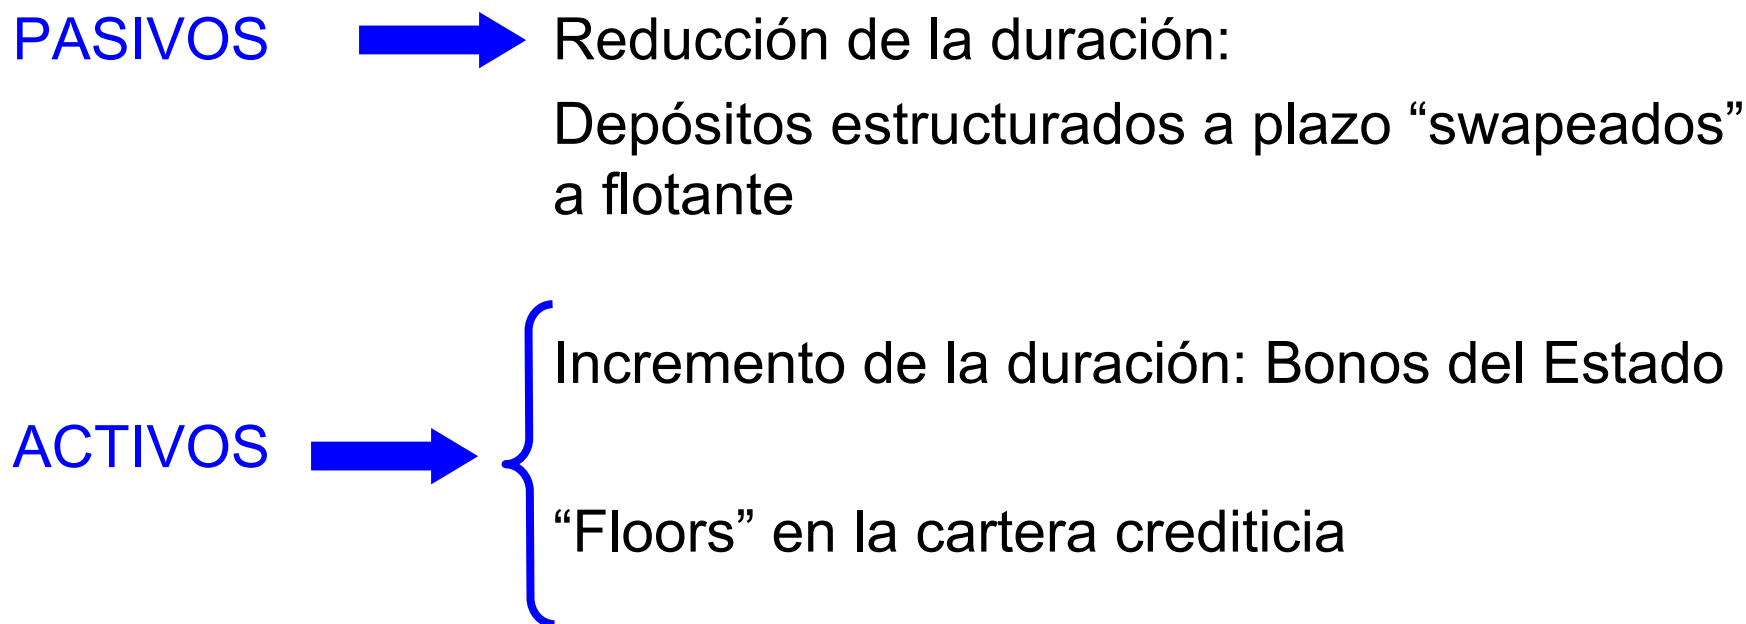 PASIVOS Reducción de la duración:
Depósitos estructurados a plazo “swapeados”
a flotante
Incremento de la duración: Bonos del Estado
ACTIVOS
“Floors” en la cartera crediticia